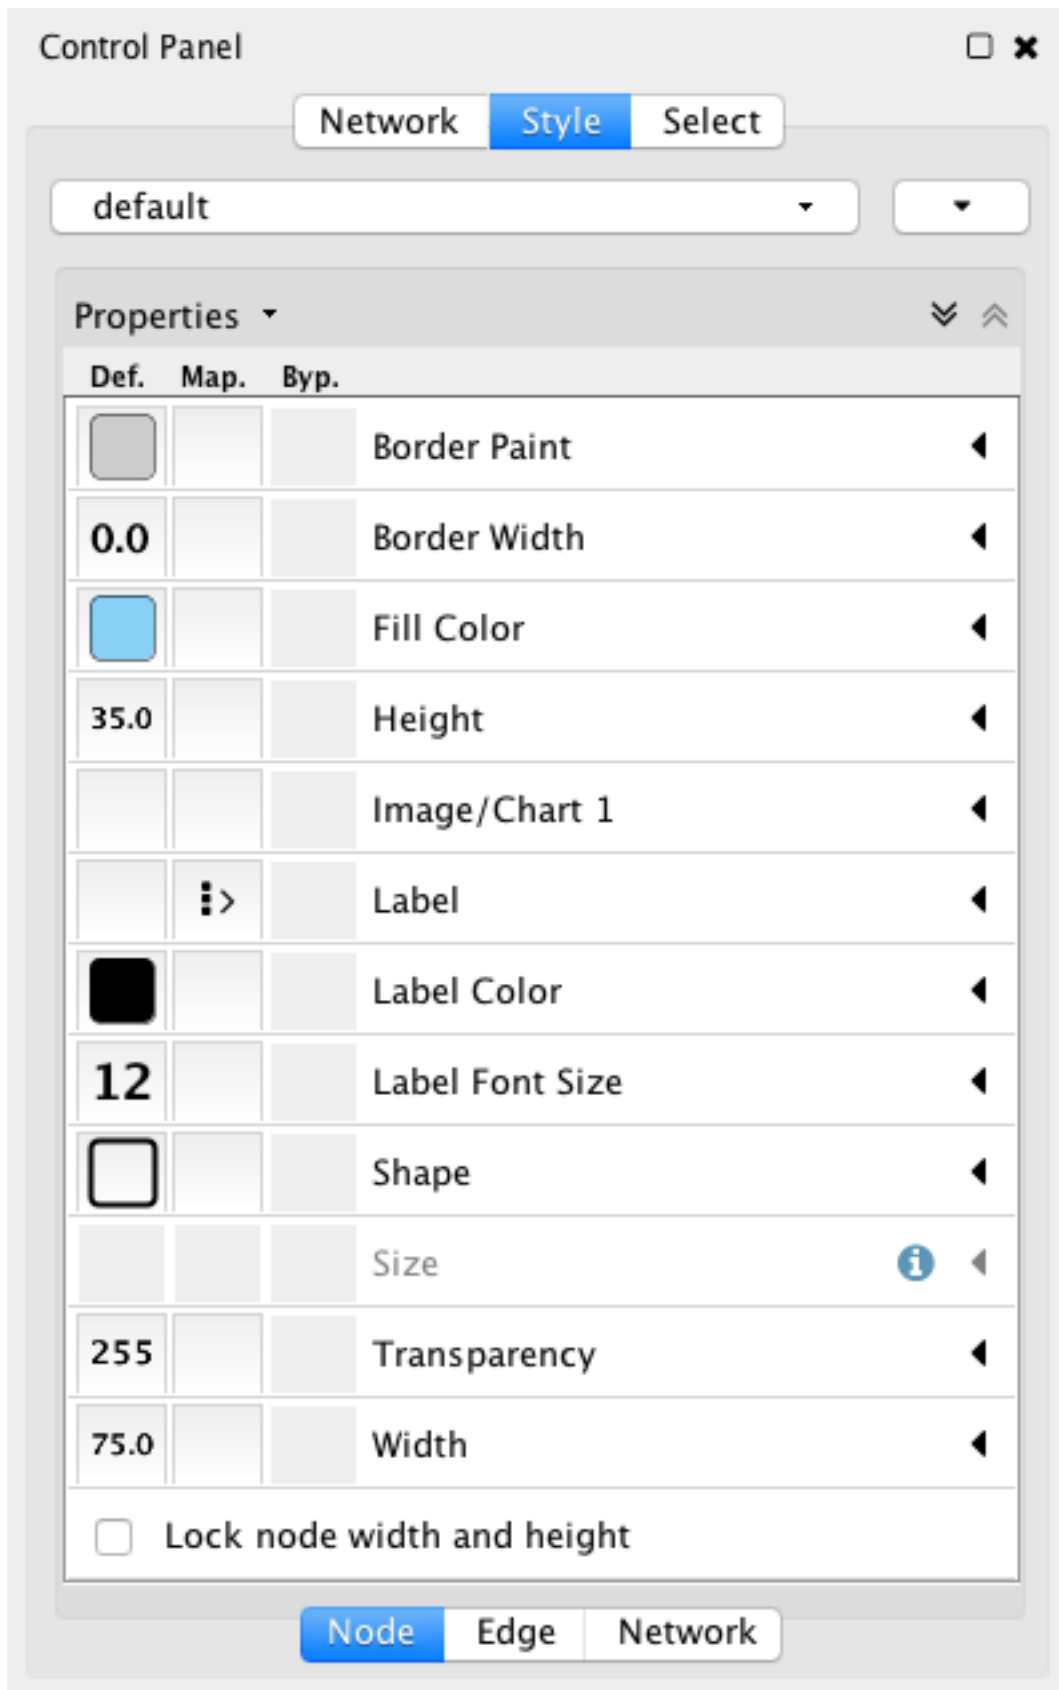 Control Panel
Network Style Select
default
Properties
Def. Map. Byp.
Border Paint
0.0 Border Width
Fill Color
35.0 Height
Image/Chart 1
Label
Label Color
12 Label Font Size
Shape
Size
255 Transparency
75.0 Width
Lock node width and height
Node Edge Network